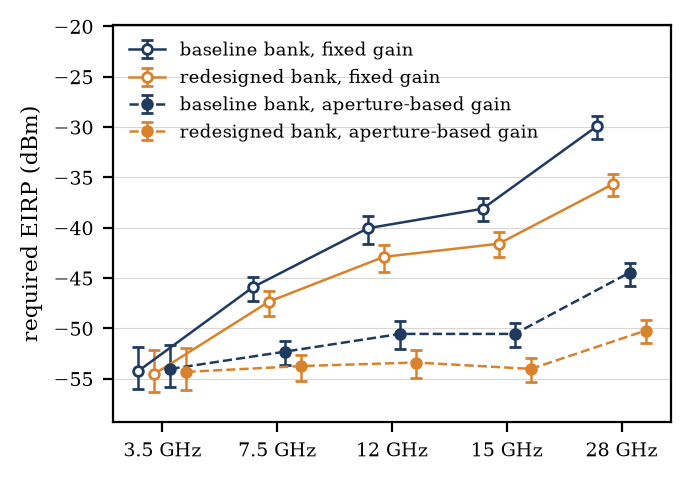 required EIRP (dBm)
−20
−25
−30
−35
−40
−45
−50
−55
baseline bank, fixed gain
redesigned bank, fixed gain
baseline bank, aperture-based gain
redesigned bank, aperture-based gain
3.5 GHz
7.5 GHz
12 GHz
15 GHz
28 GHz